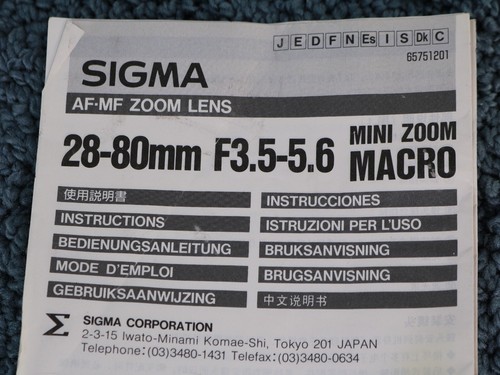 J E D F N Es I S Dk C
65751201
SIGMA
AF·MF ZOOM LENS
28-80mm F3.5-5.6 MINI ZOOM MACRO
使用説明書
INSTRUCTIONS
BEDIENUNGSANLEITUNG
MODE D'EMPLOI
GEBRUIKSAANWIJZING
INSTRUCCIONES
ISTRUZIONI PER L'USO
BRUKSANVISNING
BRUGSANVISNING
中文说明书
SIGMA CORPORATION
2-3-15 Iwato-Minami Komae-Shi, Tokyo 201 JAPAN
Telephone:(03)3480-1431 Telefax:(03)3480-0634